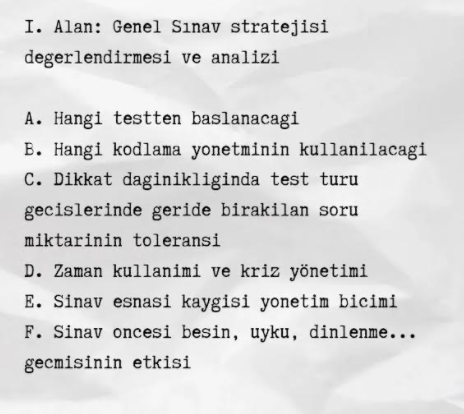 I. Alan: Genel Sınav stratejisi
degerlendirmesi ve analizi
A. Hangi testten baslanacagi
B. Hangi kodlama yonetminin kullanilacagi
C. Dikkat daginikliginda test turu
gecislerinde geride birakilan soru
miktarinin toleransi
D. Zaman kullanimi ve kriz yönetimi
E. Sinav esnasi kaygisi yonetim bicimi
F. Sinav oncesi besin, uyku, dinlenme...
gecmisinin etkisi